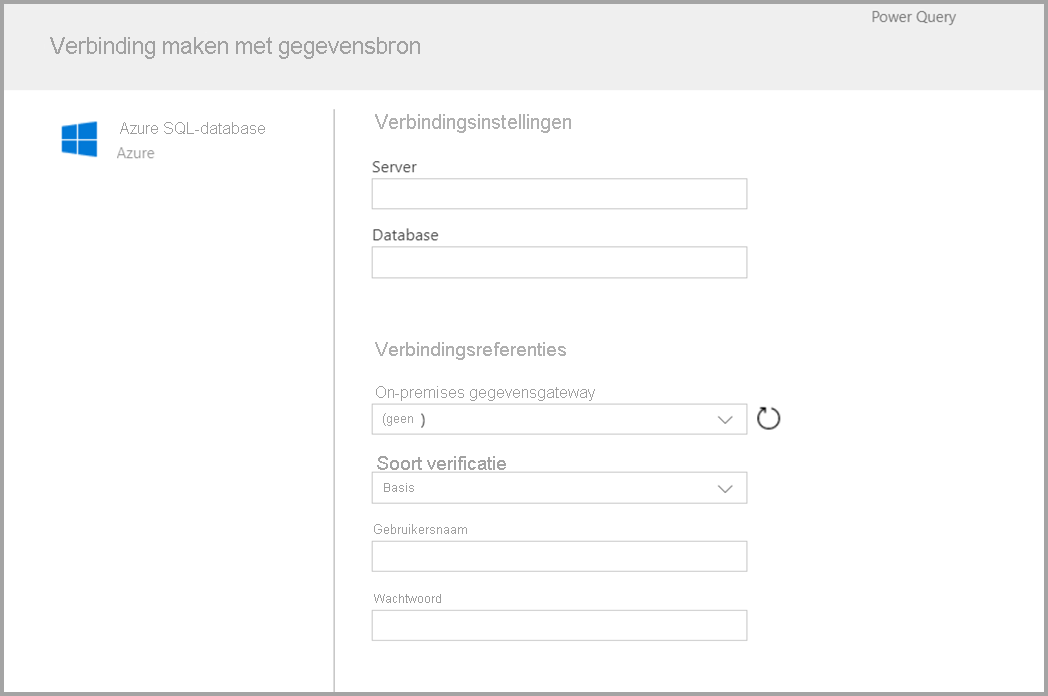 Power Query
Verbinding maken met gegevensbron
Azure SQL-database
Azure
Verbindingsinstellingen
Server
Database
Verbindingsreferenties
On-premises gegevensgateway
(geen )
Soort verificatie
Basis
Gebruikersnaam
Wachtwoord